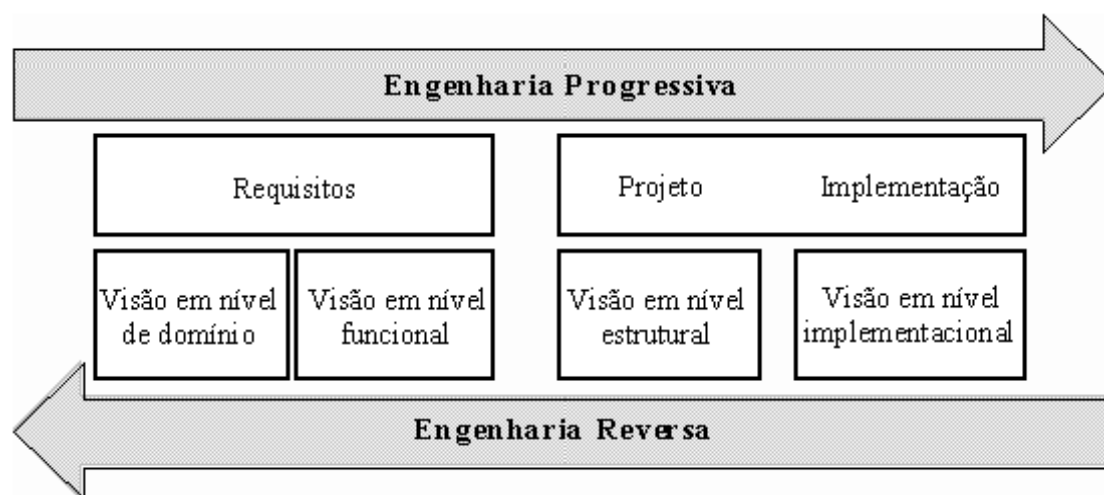 Engenharia Progressiva
Requisitos
Projeto
Implementação
Visão em nível
de domínio
Visão em nível
funcional
Visão em nível
estrutural
Visão em nível
implementacional
Engenharia Reversa